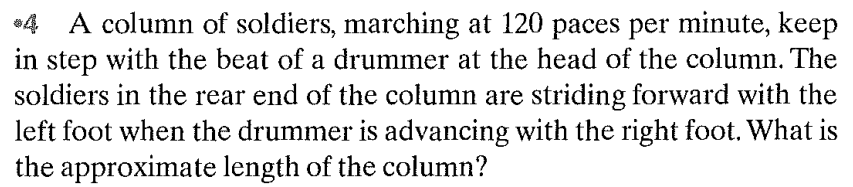 •4 A column of soldiers, marching at 120 paces per minute, keep
in step with the beat of a drummer at the head of the column. The
soldiers in the rear end of the column are striding forward with the
left foot when the drummer is advancing with the right foot. What is
the approximate length of the column?